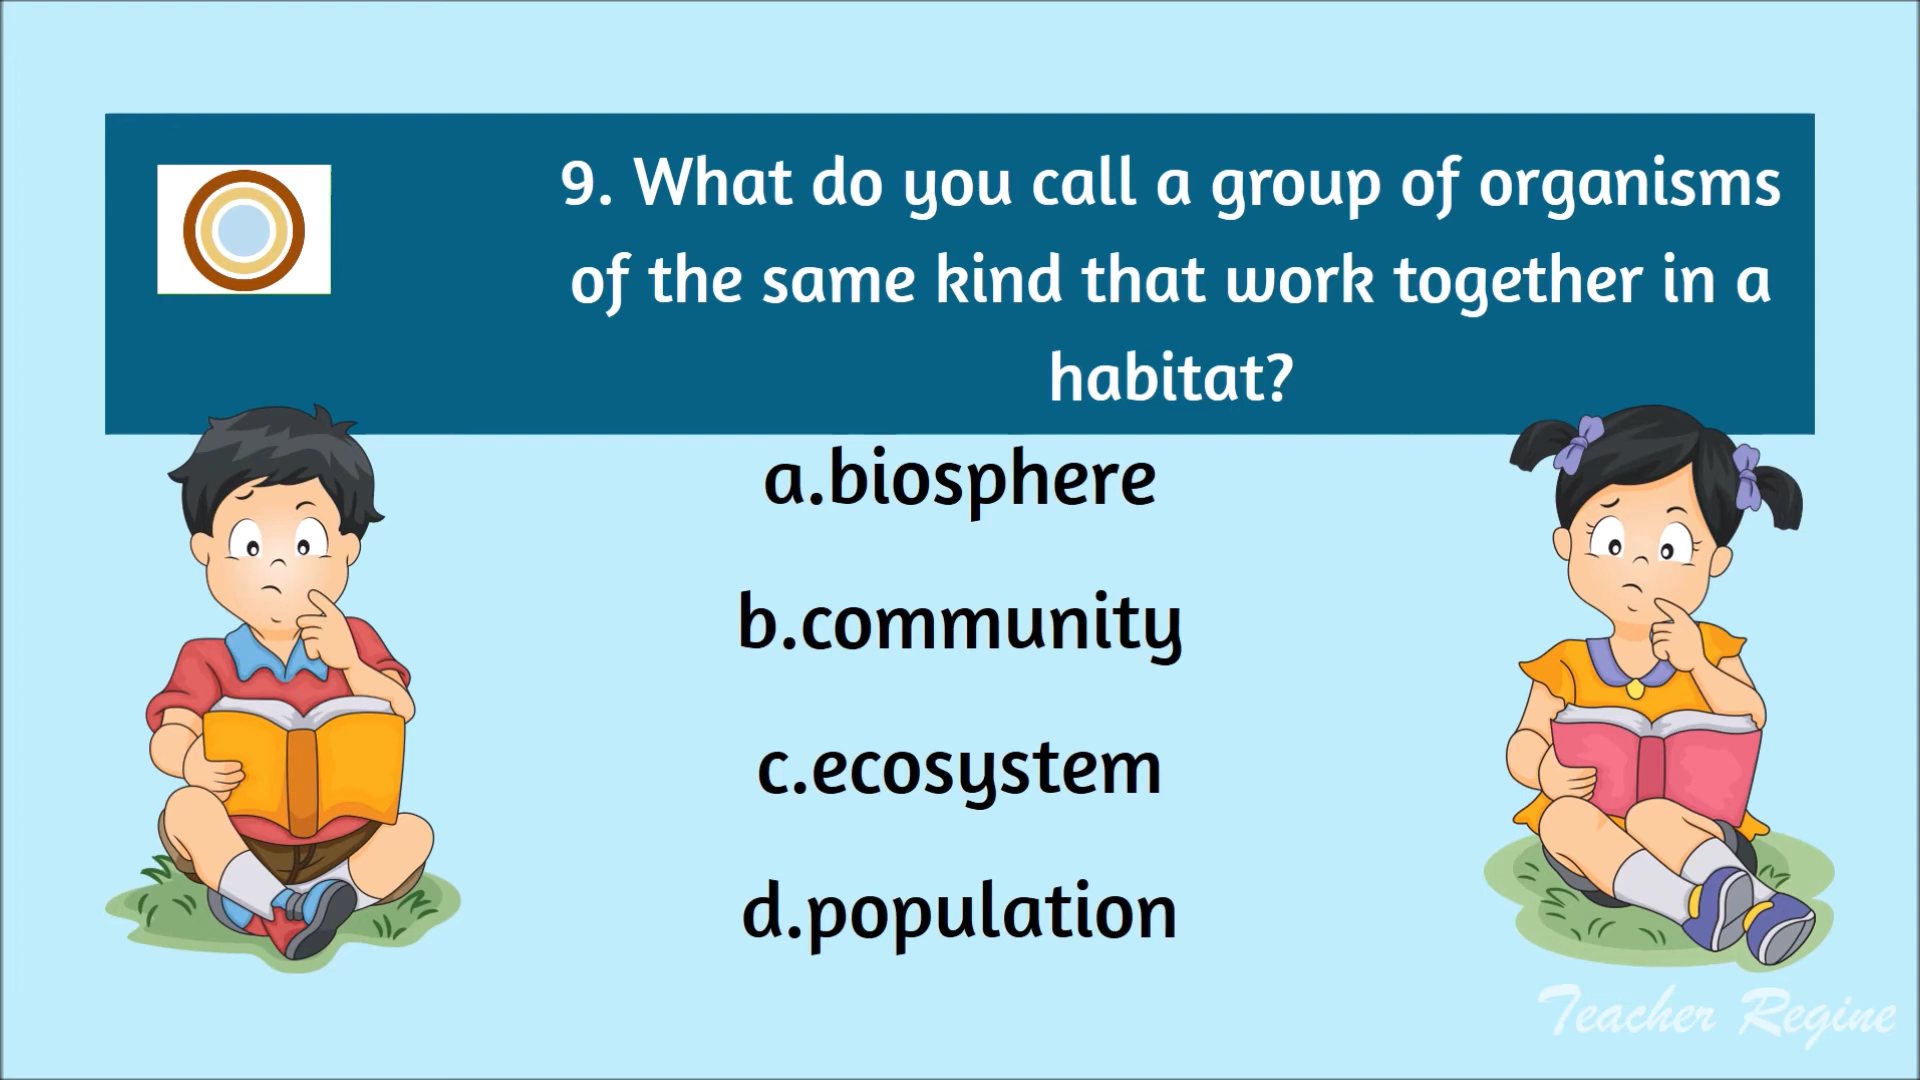 9. What do you call a group of organisms
of the same kind that work together in a
habitat?
a.biosphere
b.community
c.ecosystem
d.population
Teacher Regine